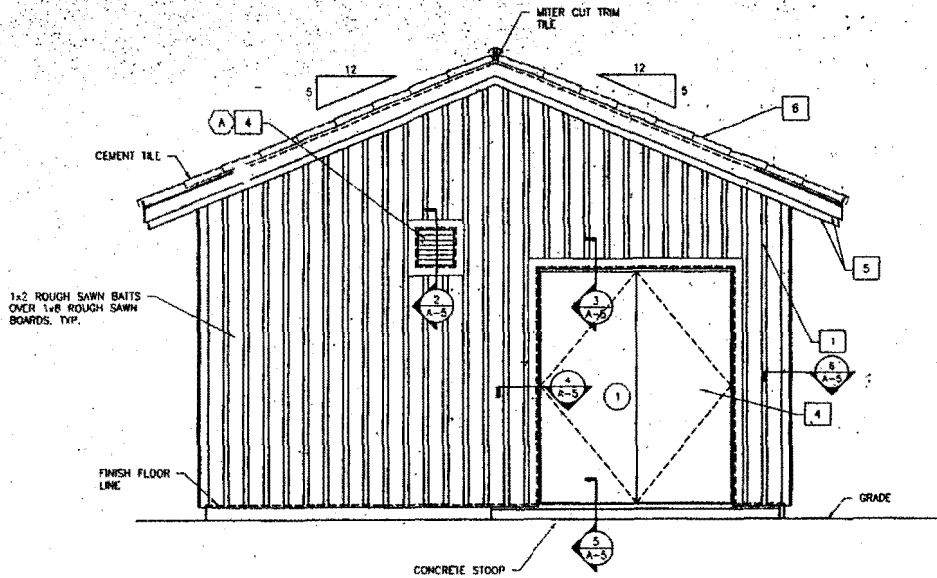 MITER CUT TRIM
TILE
12
5
12
5
6
A
4
CEMENT TILE
5
1x2 ROUGH SAWN BATTS
OVER 1x8 ROUGH SAWN
BOARDS, TYP.
2
A-5
3
A-5
1
6
A-5
4
A-5
1
4
FINISH FLOOR
LINE
GRADE
5
A-5
CONCRETE STOOP